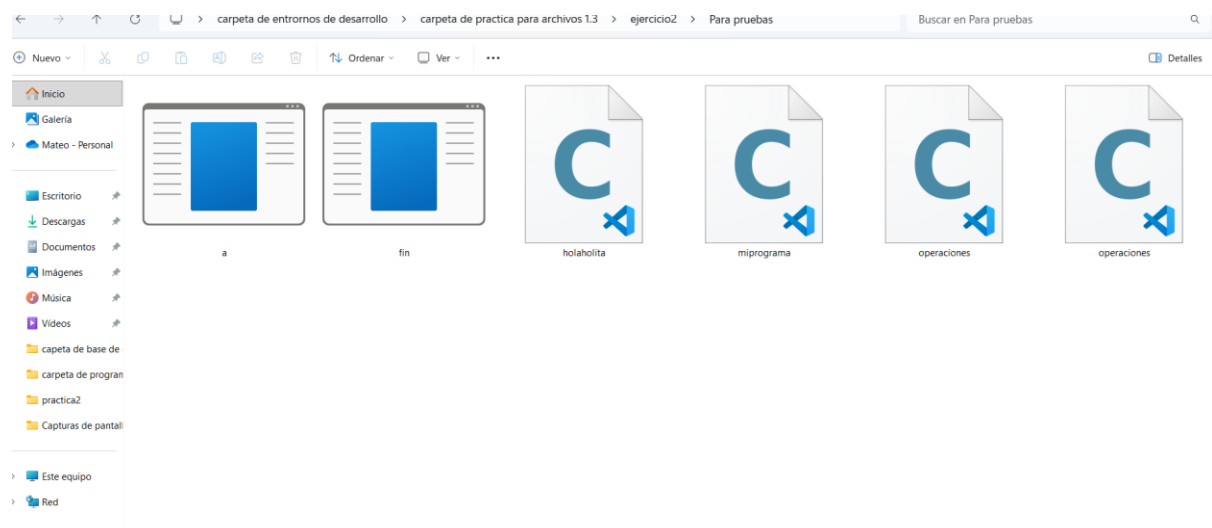 carpeta de entrornos de desarrollo > carpeta de practica para archivos 1.3 > ejercicio2 > Para pruebas
Buscar en Para pruebas
Nuevo
Ordenar
Ver
Detalles
Inicio
Galería
Mateo - Personal
Escritorio
Descargas
Documentos
Imágenes
Música
Vídeos
capeta de base de
carpeta de program
practica2
Capturas de pantall
Este equipo
Red
a
fin
C
holaholita
C
miprograma
C
operaciones
C
operaciones